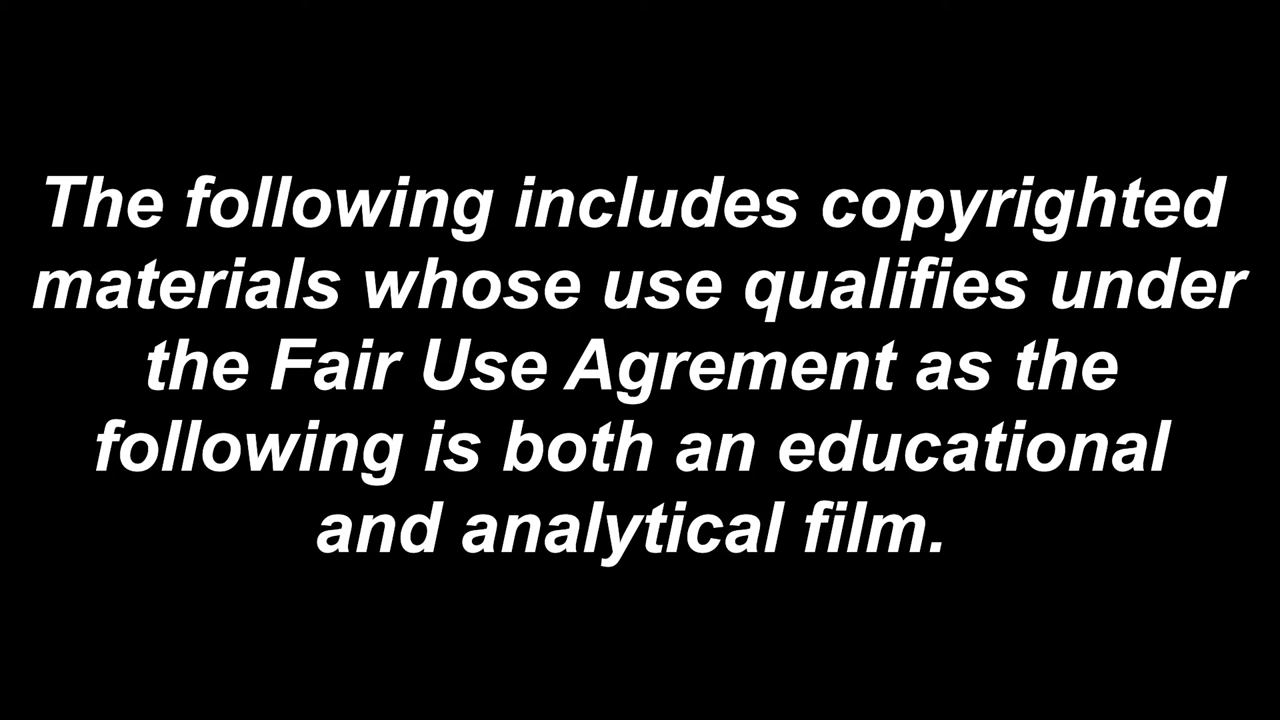 The following includes copyrighted
materials whose use qualifies under
the Fair Use Agrement as the
following is both an educational
and analytical film.